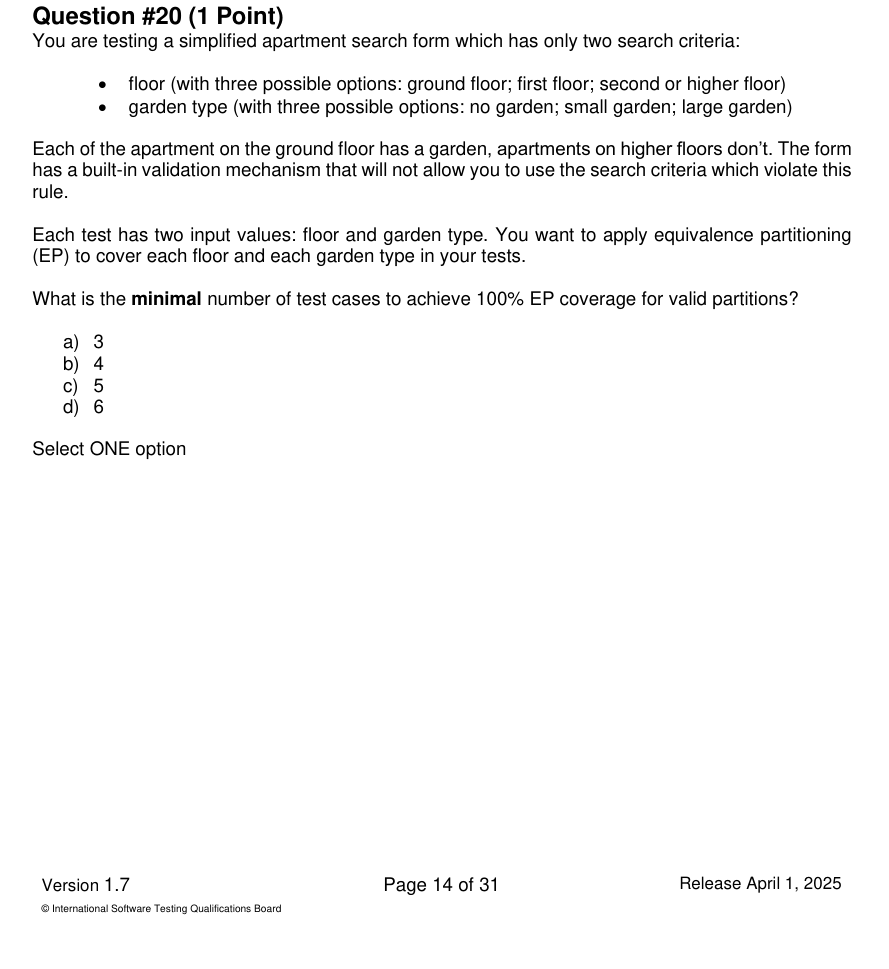 Question #20 (1 Point)
You are testing a simplified apartment search form which has only two search criteria:
• floor (with three possible options: ground floor; first floor; second or higher floor)
• garden type (with three possible options: no garden; small garden; large garden)
Each of the apartment on the ground floor has a garden, apartments on higher floors don’t. The form
has a built-in validation mechanism that will not allow you to use the search criteria which violate this
rule.
Each test has two input values: floor and garden type. You want to apply equivalence partitioning
(EP) to cover each floor and each garden type in your tests.
What is the minimal number of test cases to achieve 100% EP coverage for valid partitions?
a) 3
b) 4
c) 5
d) 6
Select ONE option
Version 1.7 Page 14 of 31 Release April 1, 2025
© International Software Testing Qualifications Board